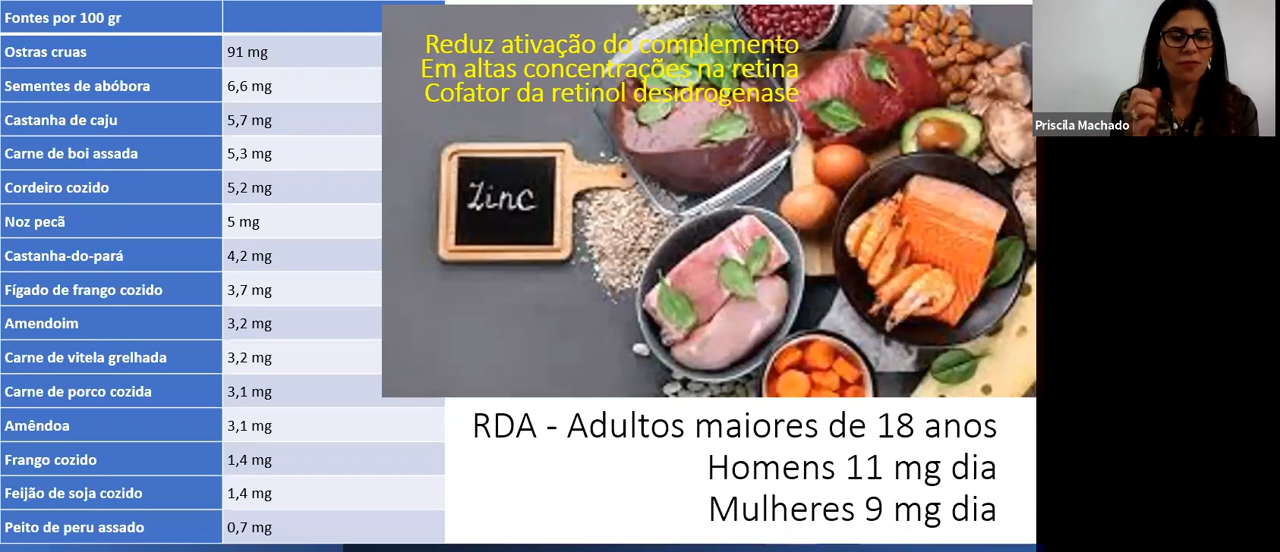 Fontes por 100 gr
Ostras cruas 91 mg
Sementes de abóbora 6,6 mg
Castanha de caju 5,7 mg
Carne de boi assada 5,3 mg
Cordeiro cozido 5,2 mg
Noz pecã 5 mg
Castanha-do-pará 4,2 mg
Fígado de frango cozido 3,7 mg
Amendoim 3,2 mg
Carne de vitela grelhada 3,2 mg
Carne de porco cozida 3,1 mg
Amêndoa 3,1 mg
Frango cozido 1,4 mg
Feijão de soja cozido 1,4 mg
Peito de peru assado 0,7 mg
Reduz ativação do complemento
Em altas concentrações na retina
Cofator da retinol desidrogenase
Zinc
RDA - Adultos maiores de 18 anos
Homens 11 mg dia
Mulheres 9 mg dia
Priscila Machado